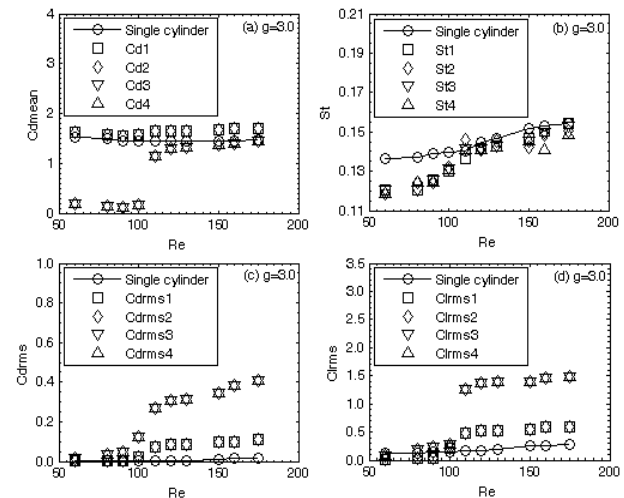 (a) g=3.0
Single cylinder
Cd1
Cd2
Cd3
Cd4
Cdmean
4
3
2
1
0
50 100 150 200
Re
(b) g=3.0
Single cylinder
St1
St2
St3
St4
St
0.21
0.19
0.17
0.15
0.13
0.11
50 100 150 200
Re
(c) g=3.0
Single cylinder
Cdrms1
Cdrms2
Cdrms3
Cdrms4
Cdrms
1.0
0.8
0.6
0.4
0.2
0.0
50 100 150 200
Re
(d) g=3.0
Single cylinder
Clrms1
Clrms2
Clrms3
Clrms4
Clrms
3.5
3.0
2.5
2.0
1.5
1.0
0.5
0.0
50 100 150 200
Re